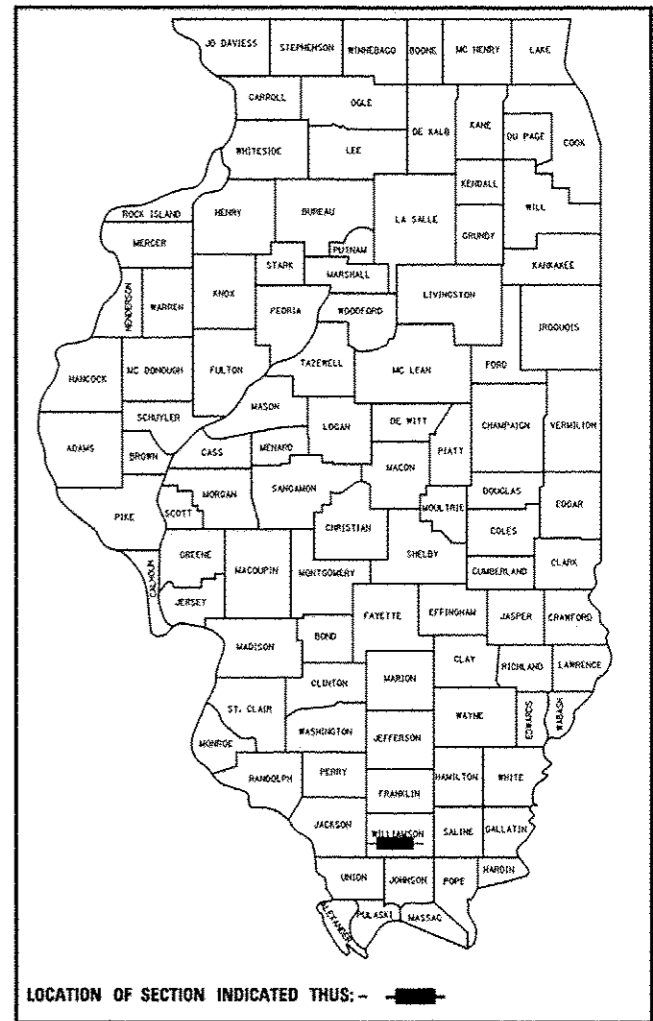 JO DAVIESS STEPHENSON WINNEBAGO BOONE MC HENRY LAKE
CARROLL OGLE DE KALB KANE DU PAGE COOK
WHITESIDE LEE
KENDALL WILL
ROCK ISLAND HENRY BUREAU LA SALLE GRUNDY
MERCER PUTNAM
STARK MARSHALL KANKAKEE
HENDERSON WARREN KNOX PEORIA WOODFORD LIVINGSTON IROQUOIS
HANCOCK MC DONOUGH FULTON TAZEWELL MC LEAN FORD
SCHUYLER MASON LOGAN DE WITT CHAMPAIGN VERMILION
ADAMS BROWN CASS MENARD MACON PIATT
PIKE SCOTT MORGAN SANGAMON CHRISTIAN MOULTRIE DOUGLAS EDGAR
COLES
GREENE MACOUPIN MONTGOMERY SHELBY CUMBERLAND CLARK
CALHOUN JERSEY
FAYETTE EFFINGHAM JASPER CRAWFORD
MADISON BOND
CLAY RICHLAND LAWRENCE
CLINTON MARION
ST. CLAIR WAYNE EDWARDS WABASH
MONROE WASHINGTON JEFFERSON
RANDOLPH PERRY HAMILTON WHITE
FRANKLIN
JACKSON WILLIAMSON SALINE GALLATIN
UNION JOHNSON POPE HARDIN
ALEXANDER PULASKI MASSAC
LOCATION OF SECTION INDICATED THUS: -